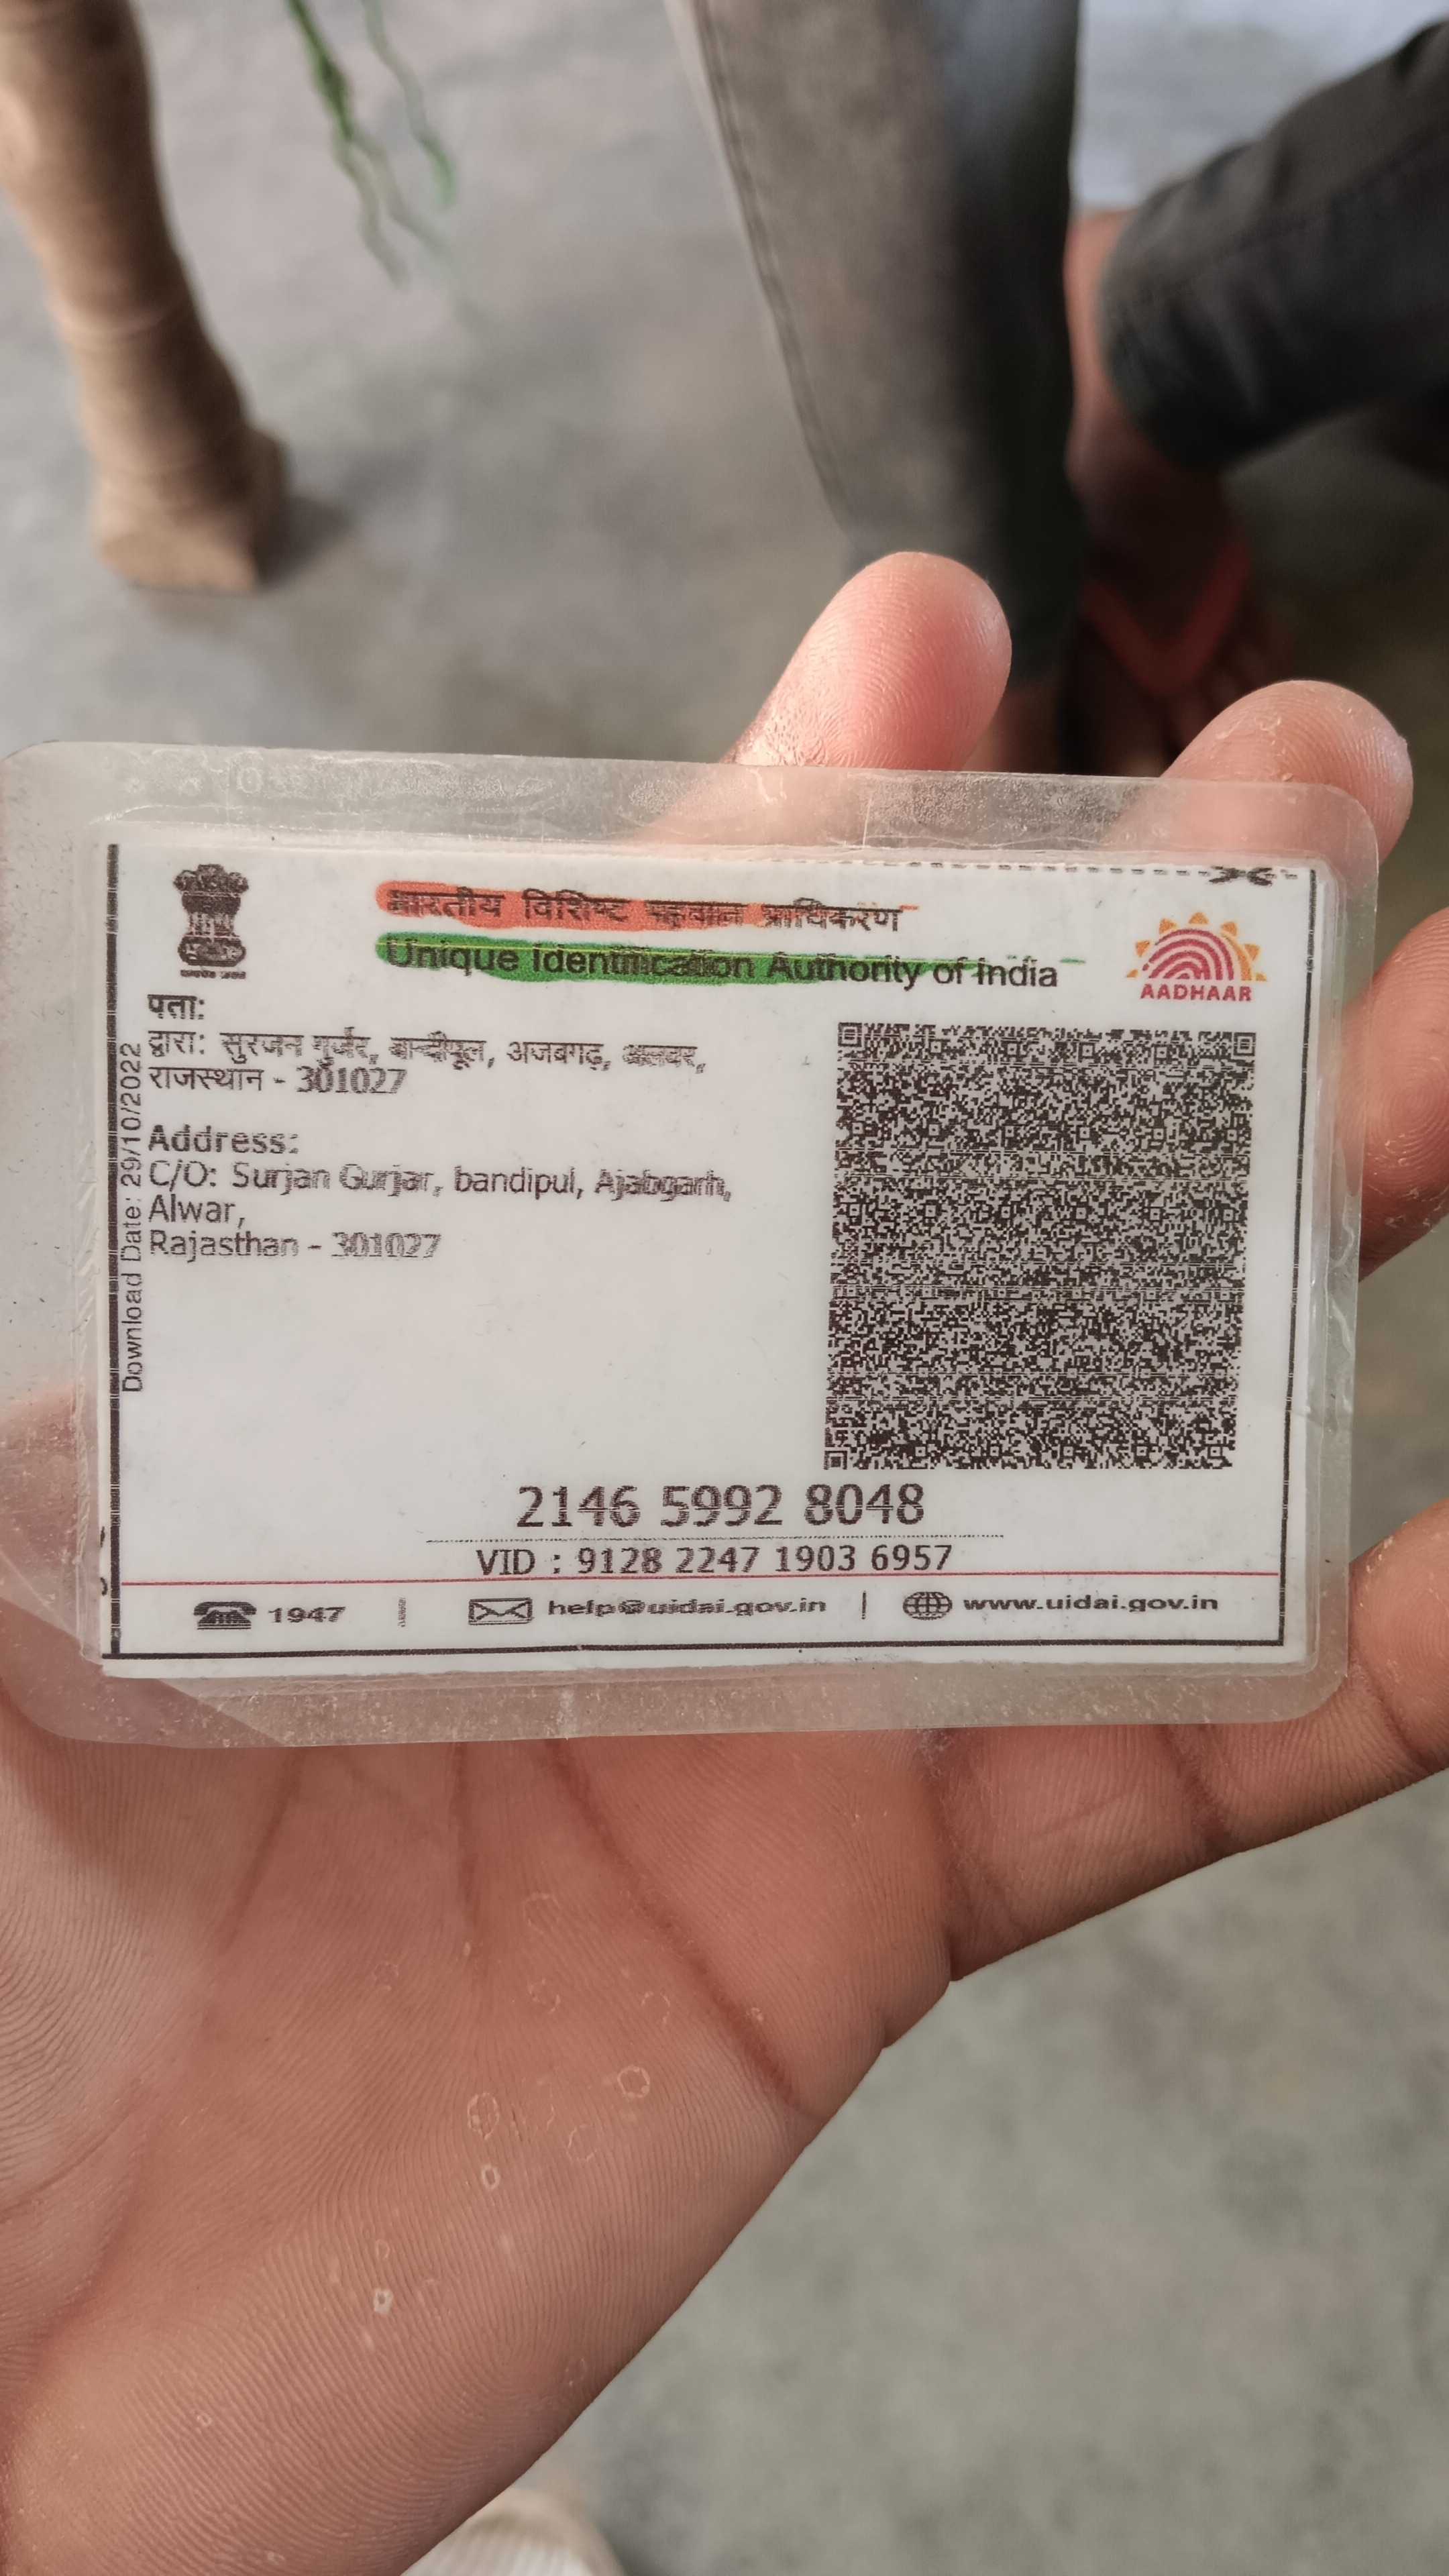 भारतीय विशिष्ट पहचान प्राधिकरण
Unique Identification Authority of India
AADHAAR
पता:
द्वारा: सुरजन गुर्जर, बान्दीपूल, अजबगढ़, अलवर,
राजस्थान - 301027
Address:
C/O: Surjan Gurjar, bandipul, Ajabgarh,
Alwar,
Rajasthan - 301027
Download Date: 29/10/2022
2146 5992 8048
VID : 9128 2247 1903 6957
1947 | help@uidai.gov.in | www.uidai.gov.in